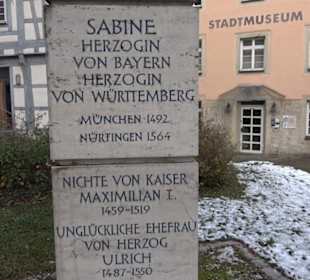 STADTMUSEUM
SABINE
HERZOGIN
VON BAYERN
HERZOGIN
VON WÜRTTEMBERG
MÜNCHEN 1492
NÜRTINGEN 1564
NICHTE VON KAISER
MAXIMILIAN I.
1459-1519
UNGLÜCKLICHE EHEFRAU
VON HERZOG
ULRICH
1487-1550